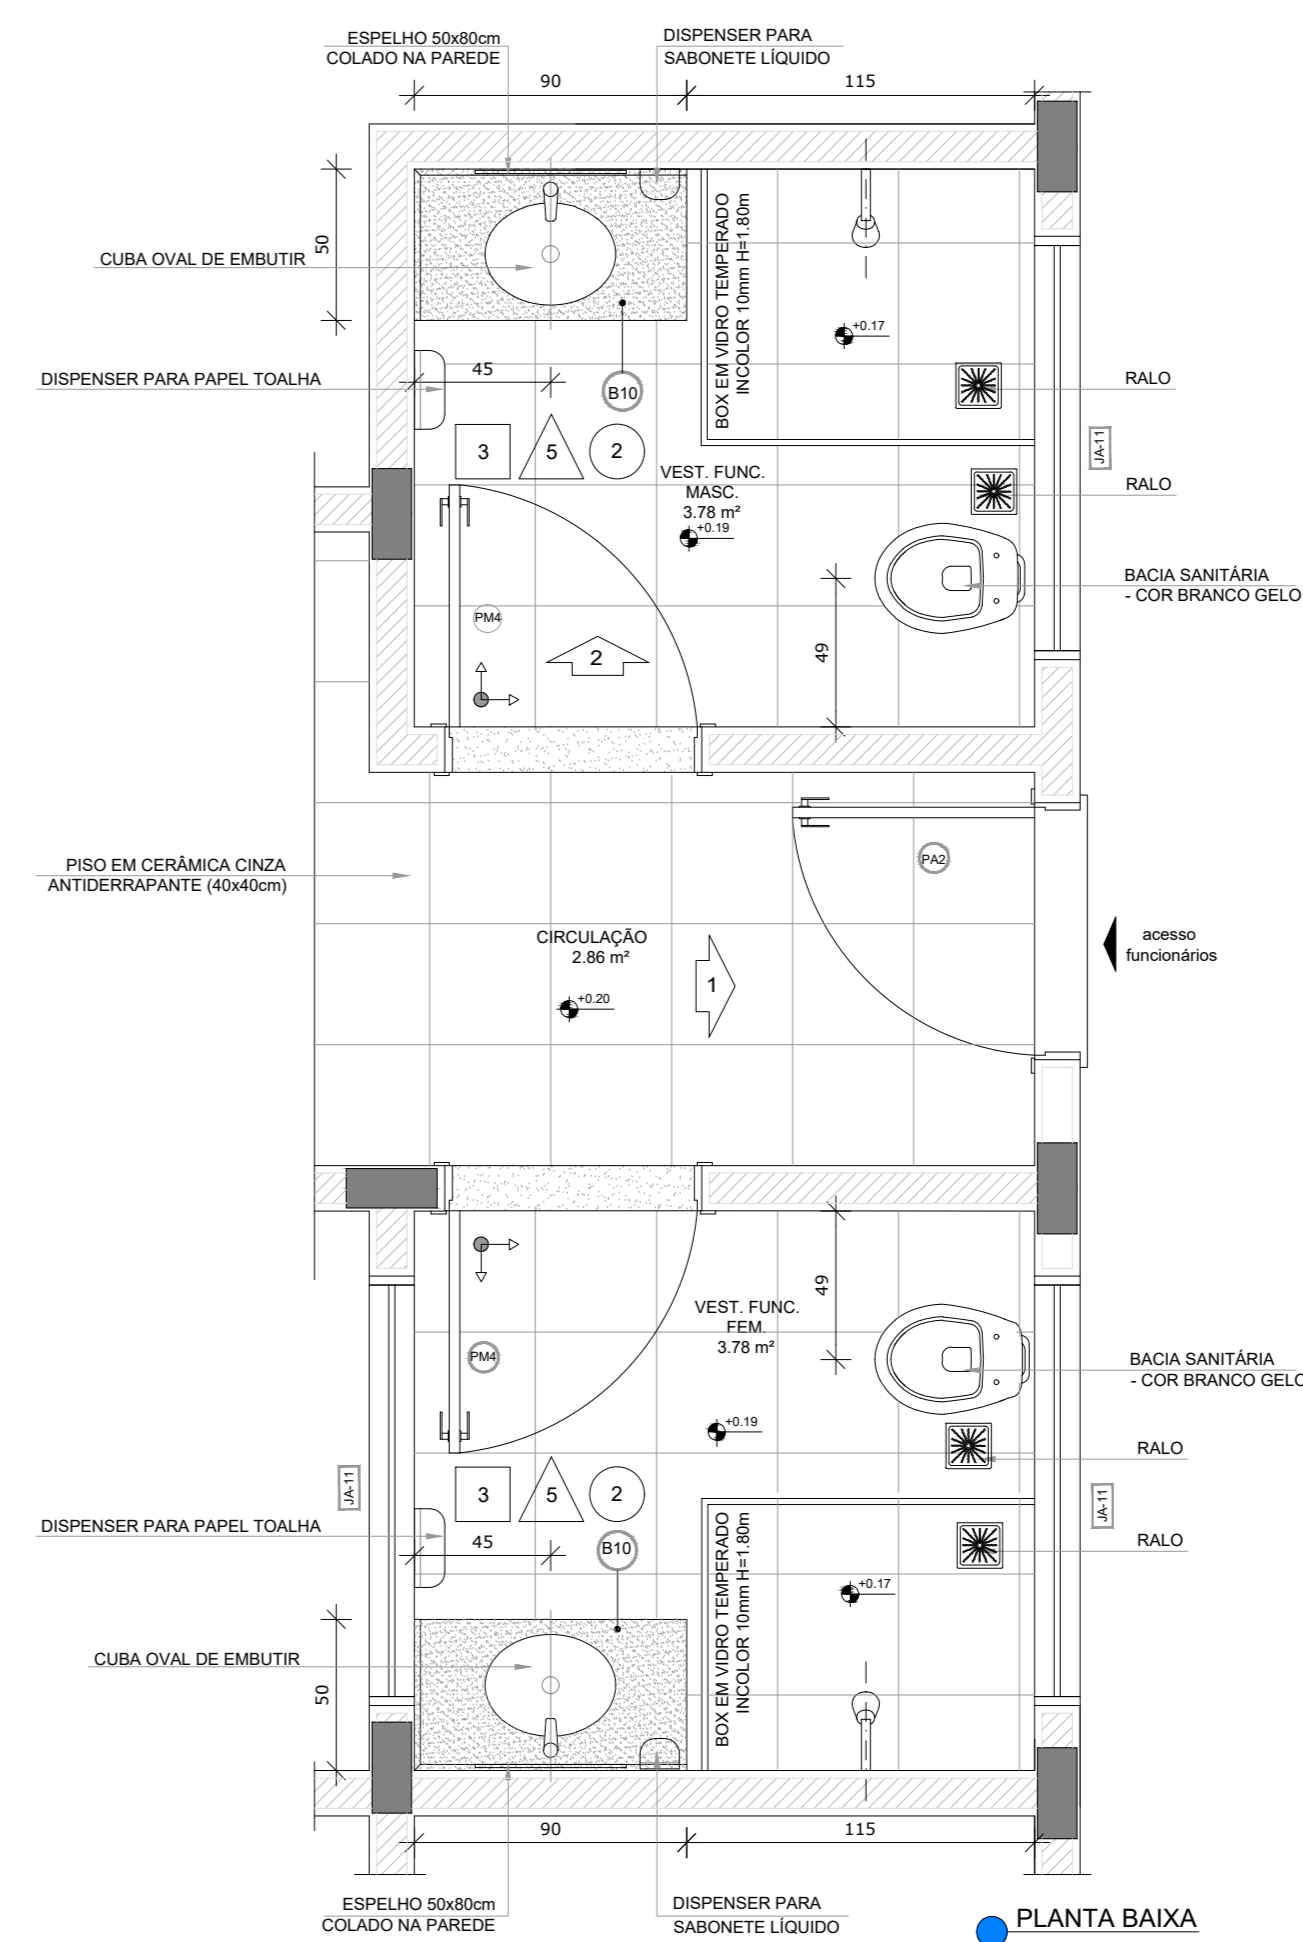 ESPELHO 50x80cm
COLADO NA PAREDE
DISPENSER PARA
SABONETE LÍQUIDO
90
115
50
CUBA OVAL DE EMBUTIR
BOX EM VIDRO TEMPERADO
INCOLOR 10mm H=1.80m
+0.17
DISPENSER PARA PAPEL TOALHA
45
B10
RALO
3
5
2
JA-11
VEST. FUNC.
MASC.
3.78 m²
+0.19
RALO
BACIA SANITÁRIA
- COR BRANCO GELO
PM4
2
49
PISO EM CERÂMICA CINZA
ANTIDERRAPANTE (40x40cm)
PA2
CIRCULAÇÃO
2.86 m²
+0.20
1
acesso
funcionários
49
VEST. FUNC.
FEM.
3.78 m²
PM4
BACIA SANITÁRIA
- COR BRANCO GELO
+0.19
RALO
JA-11
3
5
2
JA-11
DISPENSER PARA PAPEL TOALHA
45
B10
RALO
BOX EM VIDRO TEMPERADO
INCOLOR 10mm H=1.80m
+0.17
CUBA OVAL DE EMBUTIR
50
90
115
ESPELHO 50x80cm
COLADO NA PAREDE
DISPENSER PARA
SABONETE LÍQUIDO
PLANTA BAIXA